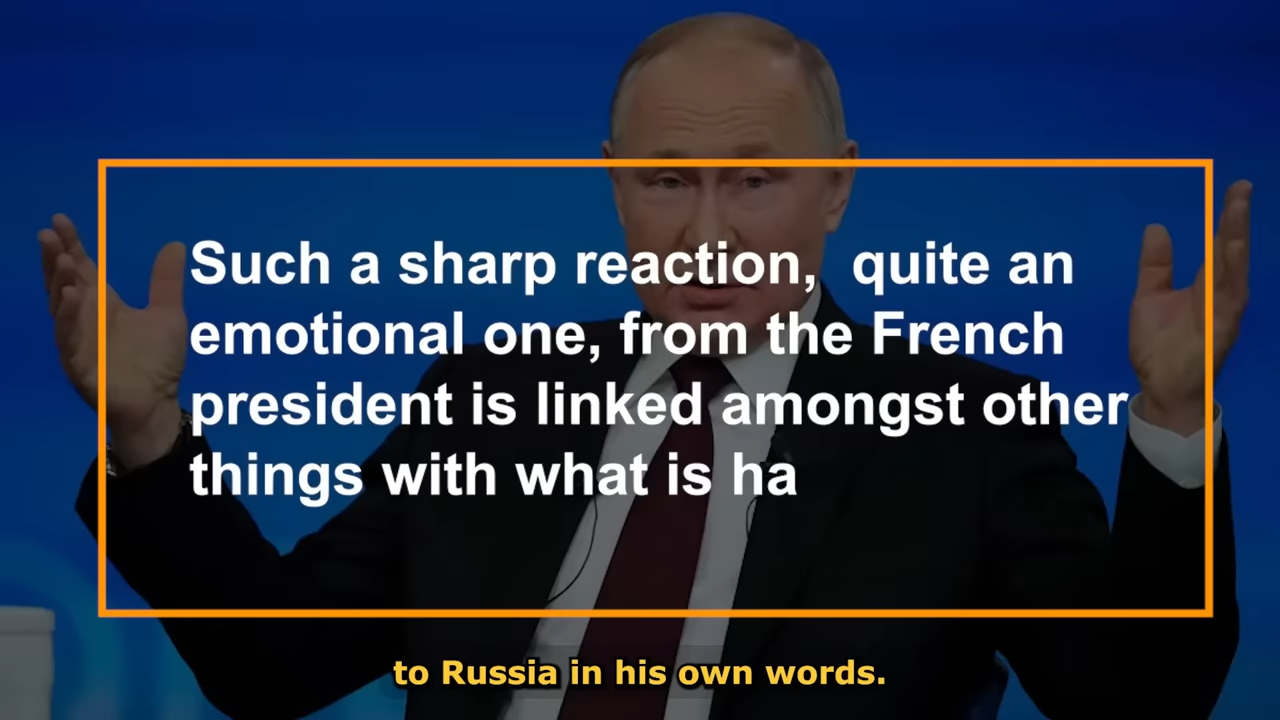 Such a sharp reaction,  quite an
emotional one, from the French
president is linked amongst other
things with what is ha
to Russia in his own words.